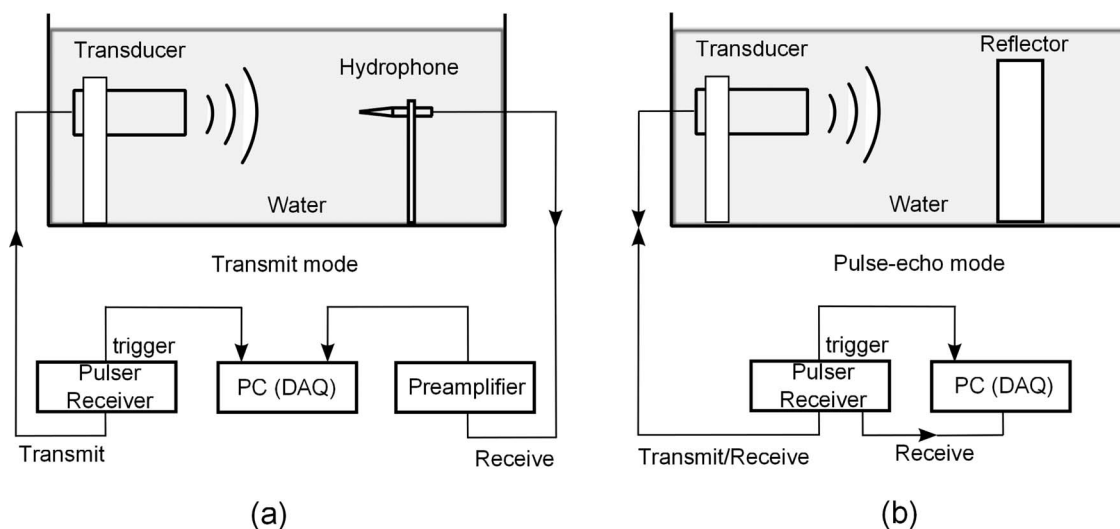 Transducer
Hydrophone
Water
Transmit mode
trigger
Pulser
Receiver
PC (DAQ)
Preamplifier
Transmit
Receive
(a)
Transducer
Reflector
Water
Pulse-echo mode
trigger
Pulser
Receiver
PC (DAQ)
Transmit/Receive
Receive
(b)